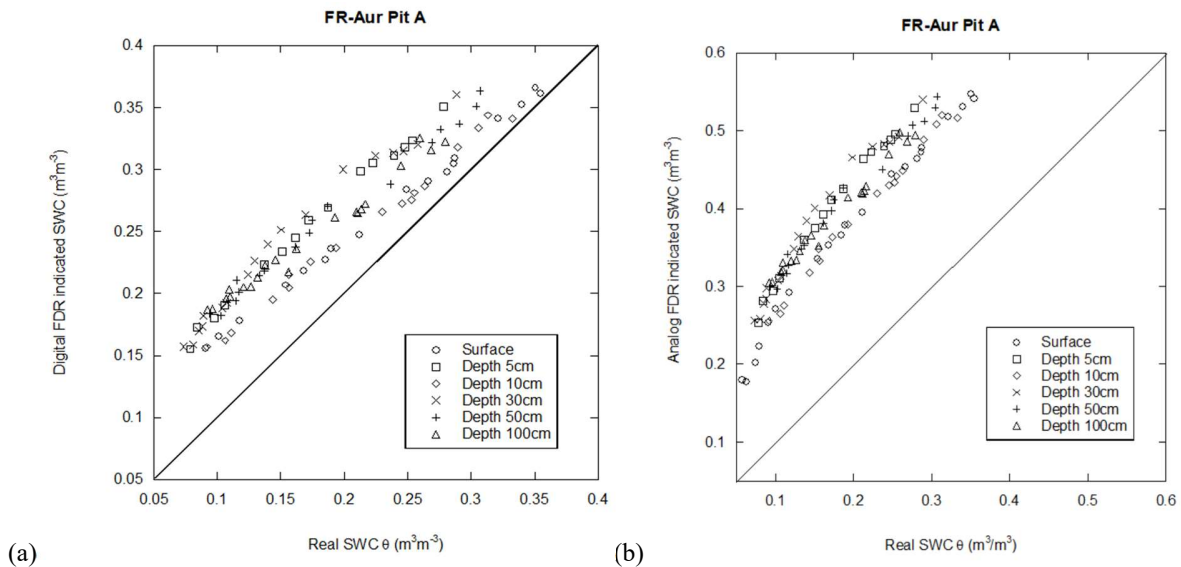 FR-Aur Pit A
0.4
0.35
0.3
0.25
0.2
0.15
0.1
0.05
Digital FDR indicated SWC (m³m⁻³)
Surface
Depth 5cm
Depth 10cm
Depth 30cm
Depth 50cm
Depth 100cm
0.05 0.1 0.15 0.2 0.25 0.3 0.35 0.4
Real SWC θ (m³m⁻³)
(a)
FR-Aur Pit A
0.6
0.5
0.4
0.3
0.2
0.1
Analog FDR indicated SWC (m³m⁻³)
Surface
Depth 5cm
Depth 10cm
Depth 30cm
Depth 50cm
Depth 100cm
0.1 0.2 0.3 0.4 0.5 0.6
Real SWC θ (m³/m³)
(b)